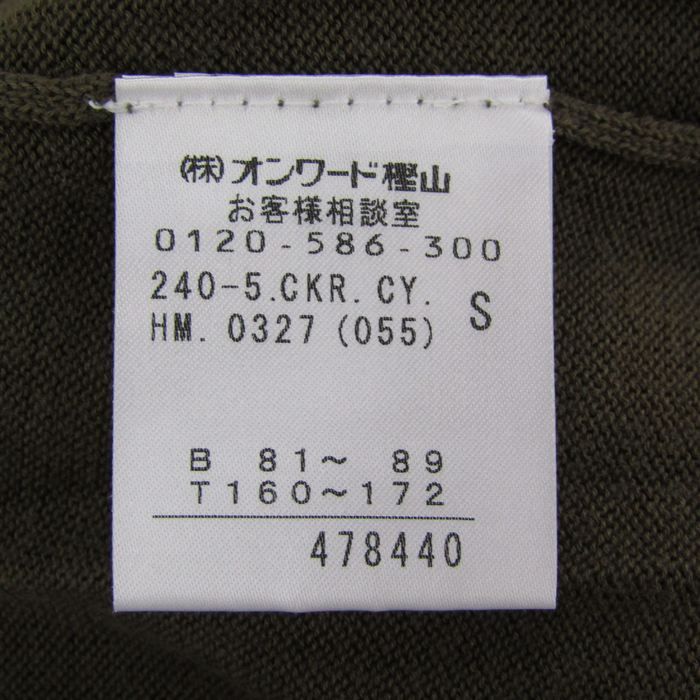 (株)オンワード樫山
お客様相談室
0120-586-300
240-5.CKR.CY. S
HM. 0327 (055)
B 81~ 89
T160~172
478440